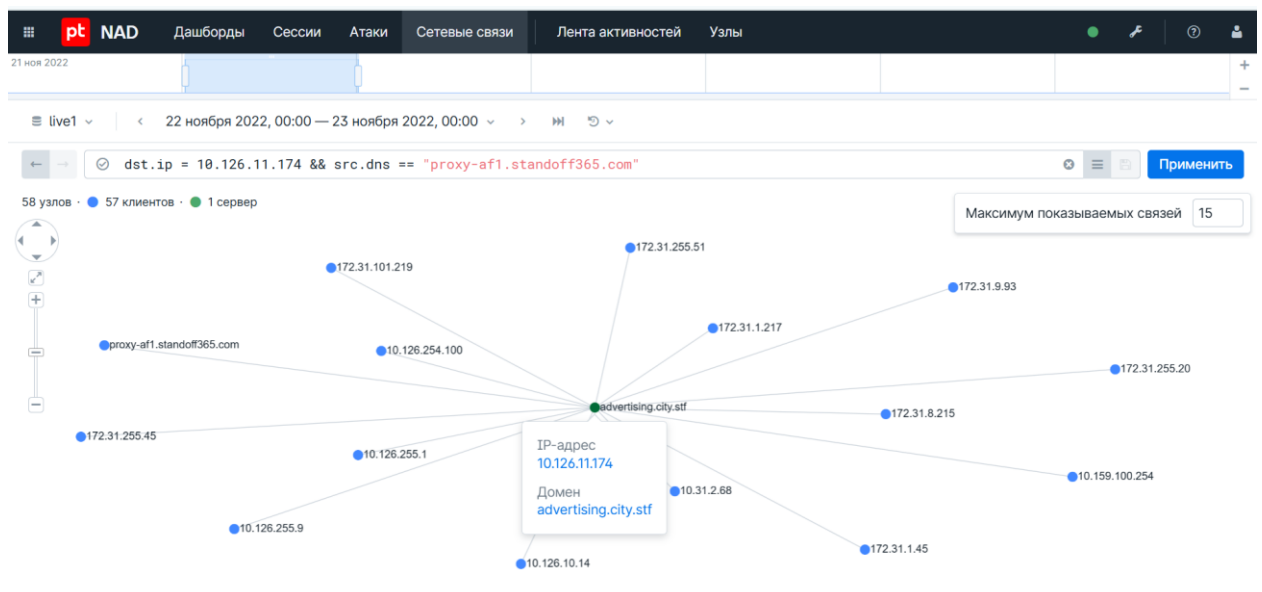 pt NAD Дашборды Сессии Атаки Сетевые связи Лента активностей Узлы
21 ноя 2022
live1 22 ноября 2022, 00:00 — 23 ноября 2022, 00:00
dst.ip = 10.126.11.174 && src.dns == "proxy-af1.standoff365.com" Применить
58 узлов · 57 клиентов · 1 сервер
Максимум показываемых связей 15
172.31.255.51
172.31.101.219
172.31.9.93
172.31.1.217
proxy-af1.standoff365.com
10.126.254.100
172.31.255.20
advertising.city.stf
172.31.8.215
172.31.255.45
10.126.255.1
IP-адрес
10.126.11.174
10.159.100.254
Домен
10.31.2.68
advertising.city.stf
10.126.255.9
172.31.1.45
10.126.10.14